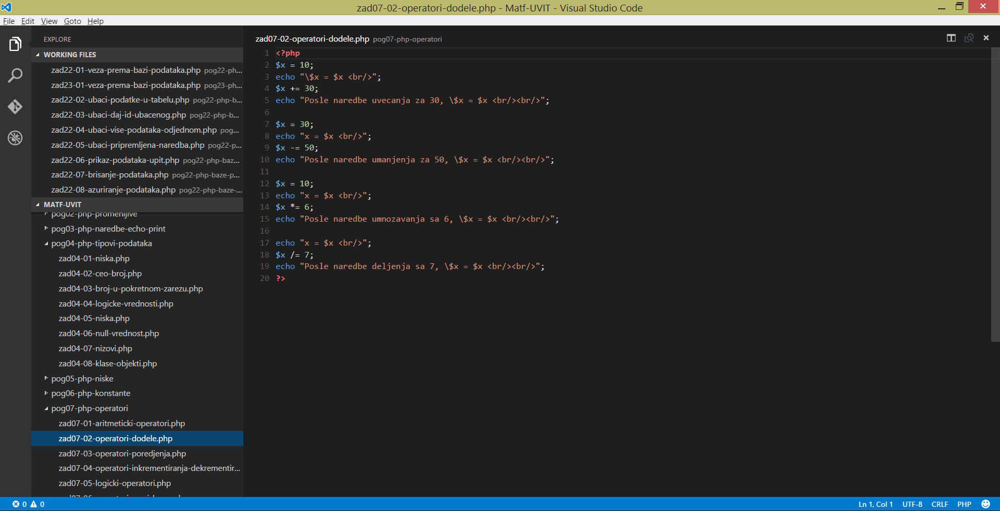 zad07-02-operatori-dodele.php - Matf-UVIT - Visual Studio Code
File Edit View Goto Help
EXPLORE
WORKING FILES
zad22-01-veza-prema-bazi-podataka.php pog22-ph...
zad23-01-veza-prema-bazi-podataka.php pog23-ph...
zad22-02-ubaci-podatke-u-tabelu.php pog22-php-b...
zad22-03-ubaci-daj-id-ubacenog.php pog22-php-b...
zad22-04-ubaci-vise-podataka-odjednom.php pog...
zad22-05-ubaci-pripremljena-naredba.php pog22-p...
zad22-06-prikaz-podataka-upit.php pog22-php-baz...
zad22-07-brisanje-podataka.php pog22-php-baze-p...
zad22-08-azuriranje-podataka.php pog22-php-baze-...
MATF-UVIT
pog02-php-promenljive
pog03-php-naredbe-echo-print
pog04-php-tipovi-podataka
zad04-01-niska.php
zad04-02-ceo-broj.php
zad04-03-broj-u-pokretnom-zarezu.php
zad04-04-logicke-vrednosti.php
zad04-05-niska.php
zad04-06-null-vrednost.php
zad04-07-nizovi.php
zad04-08-klase-objekti.php
pog05-php-niske
pog06-php-konstante
pog07-php-operatori
zad07-01-aritmeticki-operatori.php
zad07-02-operatori-dodele.php
zad07-03-operatori-poredjenja.php
zad07-04-operatori-inkrementiranja-dekrementir...
zad07-05-logicki-operatori.php
zad07-02-operatori-dodele.php pog07-php-operatori
1 <?php
2 $x = 10;
3 echo "\$x = $x <br/>";
4 $x += 30;
5 echo "Posle naredbe uvecanja za 30, \$x = $x <br/><br/>";
6
7 $x = 30;
8 echo "x = $x <br/>";
9 $x -= 50;
10 echo "Posle naredbe umanjenja za 50, \$x = $x <br/><br/>";
11
12 $x = 10;
13 echo "x = $x <br/>";
14 $x *= 6;
15 echo "Posle naredbe umnozavanja sa 6, \$x = $x <br/><br/>";
16
17 echo "x = $x <br/>";
18 $x /= 7;
19 echo "Posle naredbe deljenja sa 7, \$x = $x <br/><br/>";
20 ?>
0 0
Ln 1, Col 1 UTF-8 CRLF PHP